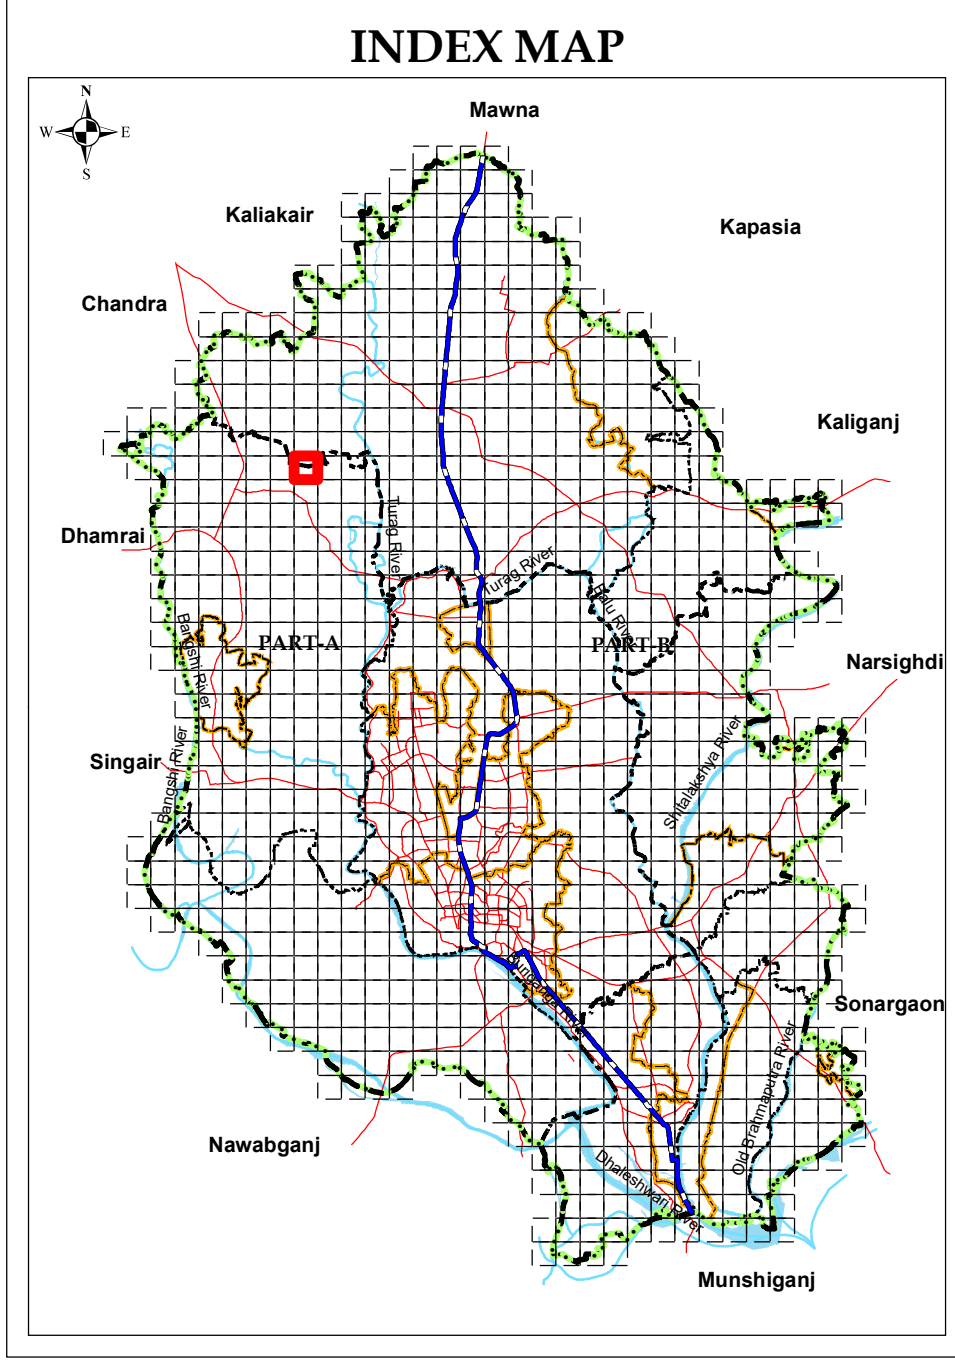 INDEX MAP
N
W E
S
Mawna
Kaliakair
Kapasia
Chandra
Kaliganj
Dhamrai
Turag River
Turag River
Balu River
Bangshi River
PART-A
PART-B
Narsighdi
Singair
Bangshi River
Shitalakshya River
Buriganga River
Sonargaon
Old Brahmaputra River
Nawabganj
Dhaleshwari River
Munshiganj